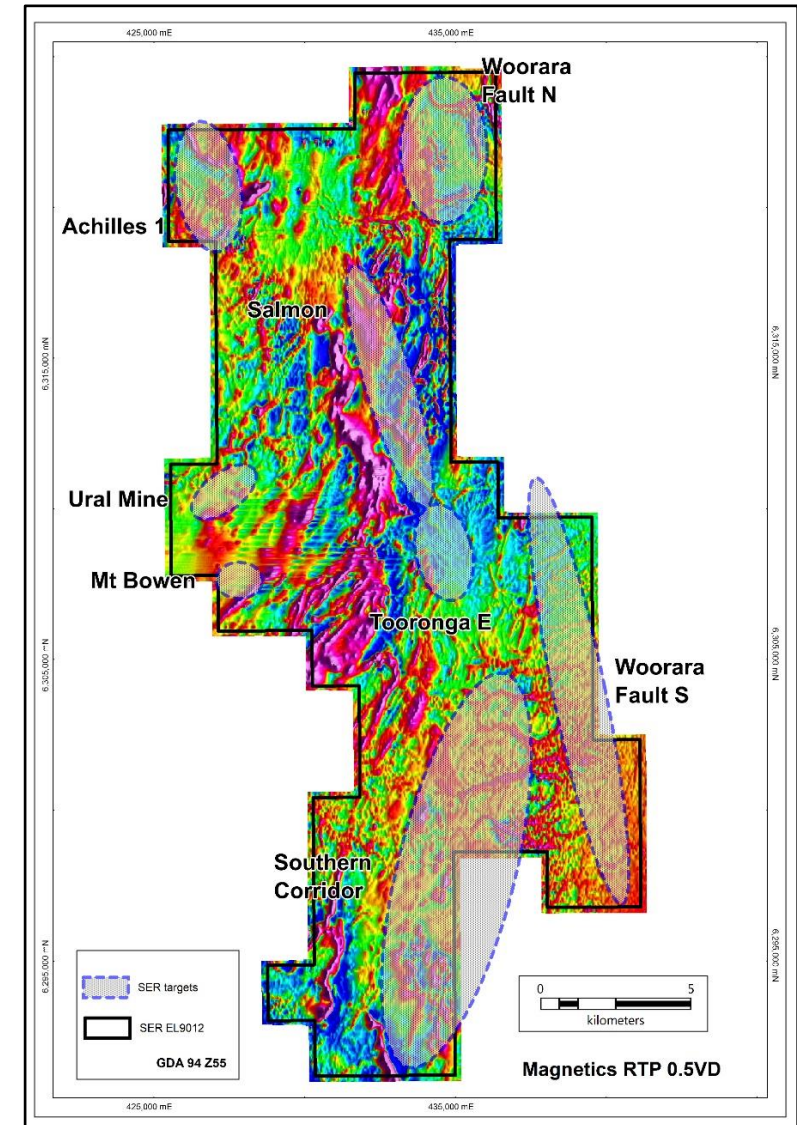 425,000 mE
435,000 mE
Woorara
Fault N
Achilles 1
Salmon
6,315,000 mN
6,315,000 mN
Ural Mine
Mt Bowen
Tooronga E
6,305,000 mN
6,305,000 mN
Woorara
Fault S
Southern
Corridor
6,295,000 mN
6,295,000 mN
SER targets
SER EL9012
GDA 94 Z55
0
5
kilometers
Magnetics RTP 0.5VD
425,000 mE
435,000 mE